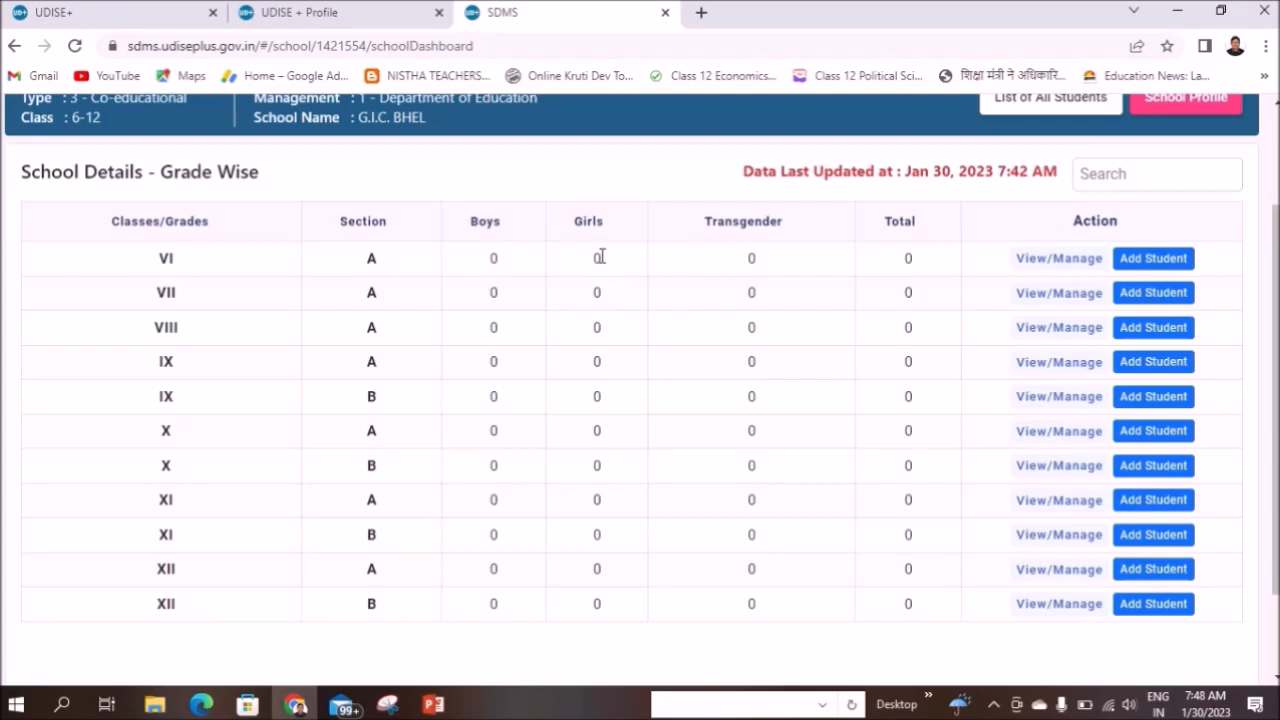 UDISE+
UDISE + Profile
SDMS
sdms.udiseplus.gov.in/#/school/1421554/schoolDashboard
Gmail YouTube Maps Home – Google Ad... NISTHA TEACHERS... Online Kruti Dev To... Class 12 Economics... Class 12 Political Sci... शिक्षा मंत्री ने अधिकारि... Education News: La... »
Type : 3 - Co-educational Management : 1 - Department of Education List of All Students School Profile
Class : 6-12 School Name : G.I.C. BHEL
School Details - Grade Wise Data Last Updated at : Jan 30, 2023 7:42 AM Search
Classes/Grades Section Boys Girls Transgender Total Action
VI A 0 0 0 0 View/Manage Add Student
VII A 0 0 0 0 View/Manage Add Student
VIII A 0 0 0 0 View/Manage Add Student
IX A 0 0 0 0 View/Manage Add Student
IX B 0 0 0 0 View/Manage Add Student
X A 0 0 0 0 View/Manage Add Student
X B 0 0 0 0 View/Manage Add Student
XI A 0 0 0 0 View/Manage Add Student
XI B 0 0 0 0 View/Manage Add Student
XII A 0 0 0 0 View/Manage Add Student
XII B 0 0 0 0 View/Manage Add Student
99+ Desktop » ENG 7:48 AM
IN 1/30/2023